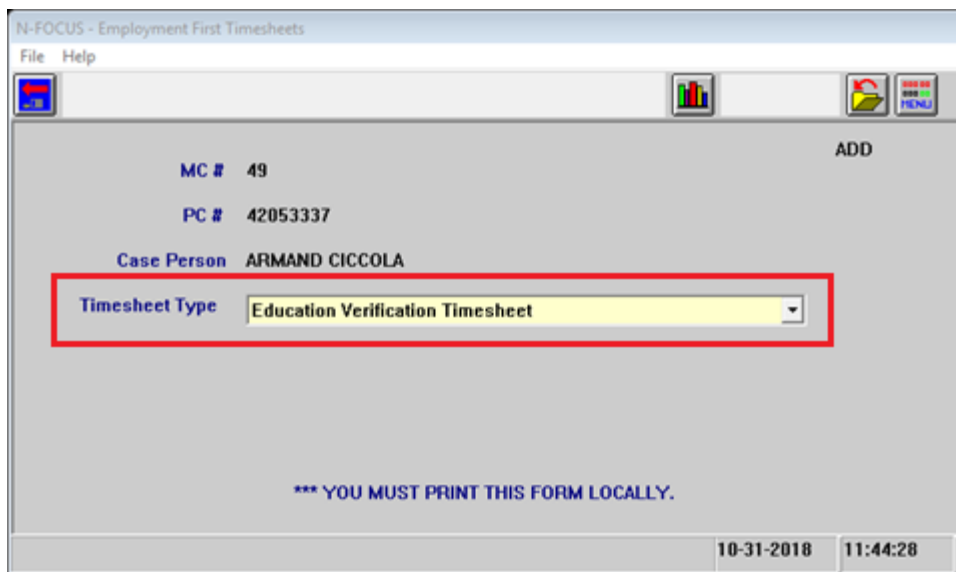 N-FOCUS - Employment First Timesheets
File Help
MENU
ADD
MC # 49
PC # 42053337
Case Person ARMAND CICCOLA
Timesheet Type Education Verification Timesheet
*** YOU MUST PRINT THIS FORM LOCALLY.
10-31-2018 11:44:28